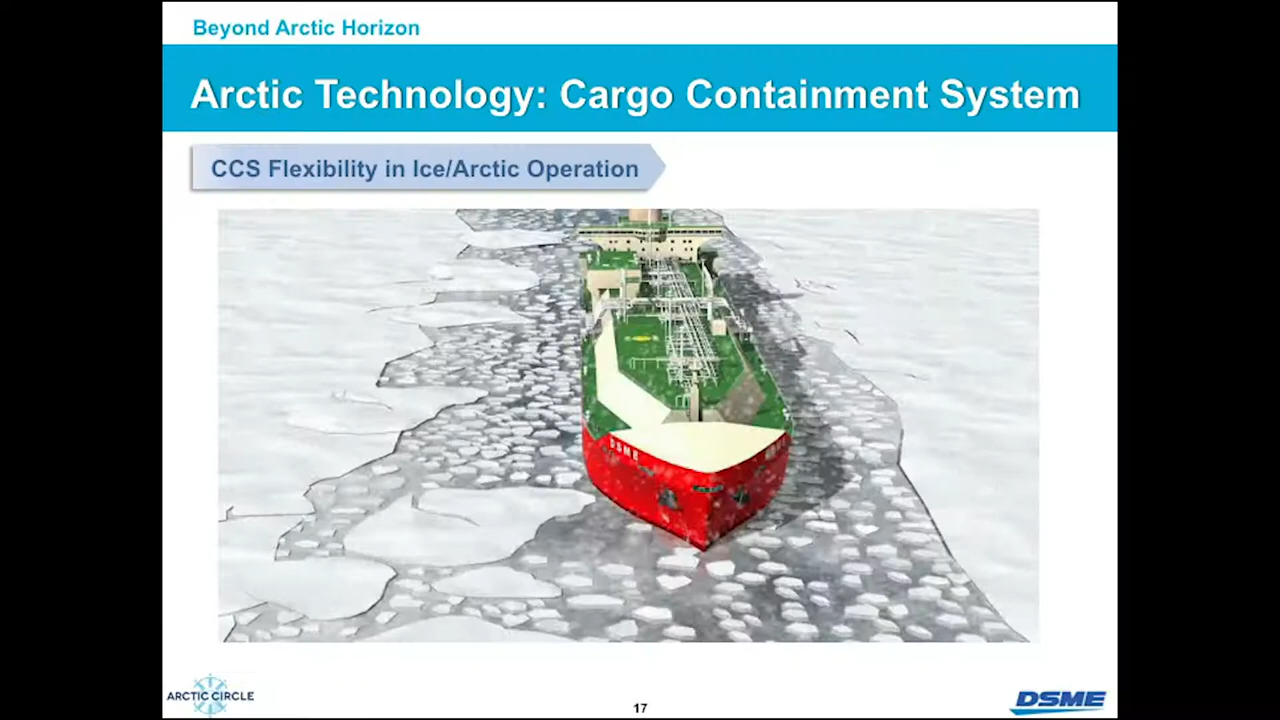 Beyond Arctic Horizon
Arctic Technology: Cargo Containment System
CCS Flexibility in Ice/Arctic Operation
DSME
ARCTIC CIRCLE
17
DSME